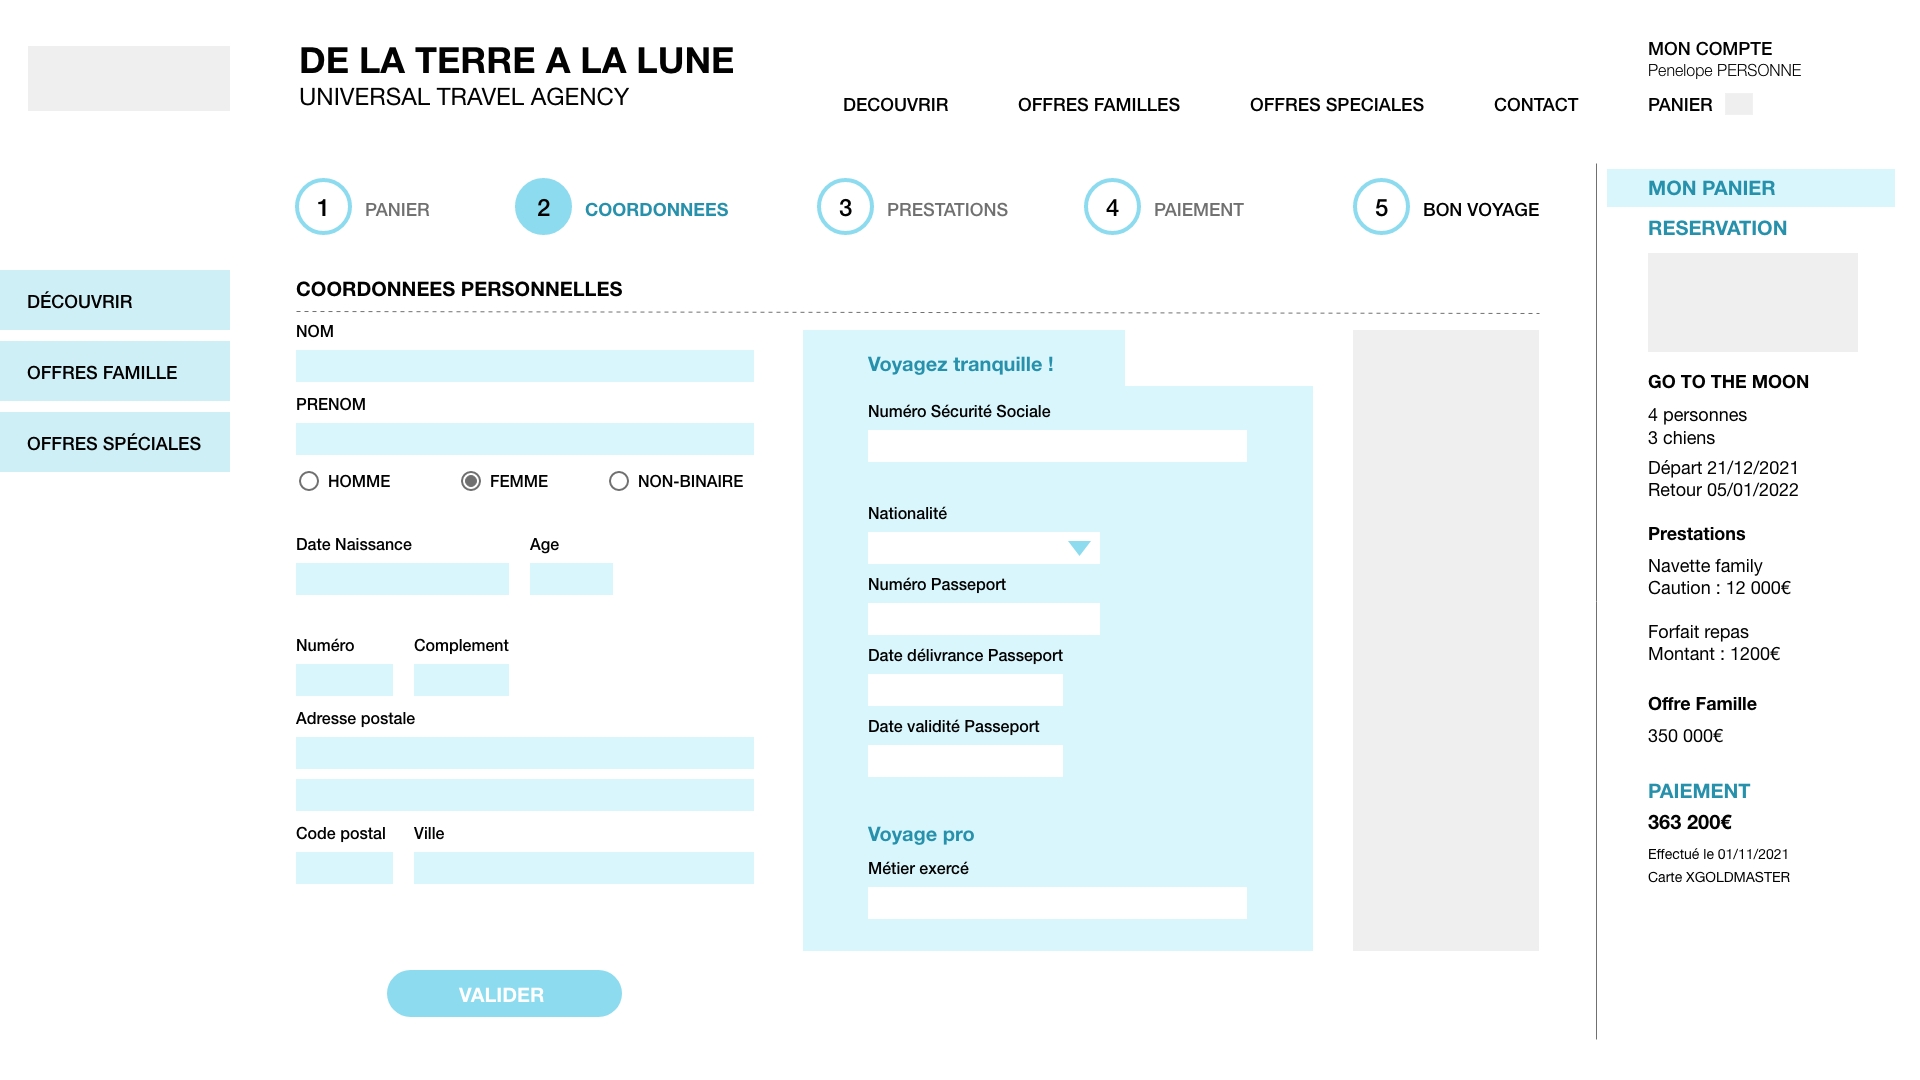 DE LA TERRE A LA LUNE
UNIVERSAL TRAVEL AGENCY
DECOUVRIR
OFFRES FAMILLES
OFFRES SPECIALES
CONTACT
MON COMPTE
Penelope PERSONNE
PANIER
1 PANIER
2 COORDONNEES
3 PRESTATIONS
4 PAIEMENT
5 BON VOYAGE
DÉCOUVRIR
OFFRES FAMILLE
OFFRES SPÉCIALES
COORDONNEES PERSONNELLES
NOM
PRENOM
HOMME
FEMME
NON-BINAIRE
Date Naissance
Age
Numéro
Complement
Adresse postale
Code postal
Ville
VALIDER
Voyagez tranquille !
Numéro Sécurité Sociale
Nationalité
Numéro Passeport
Date délivrance Passeport
Date validité Passeport
Voyage pro
Métier exercé
MON PANIER
RESERVATION
GO TO THE MOON
4 personnes
3 chiens
Départ 21/12/2021
Retour 05/01/2022
Prestations
Navette family
Caution : 12 000€
Forfait repas
Montant : 1200€
Offre Famille
350 000€
PAIEMENT
363 200€
Effectué le 01/11/2021
Carte XGOLDMASTER